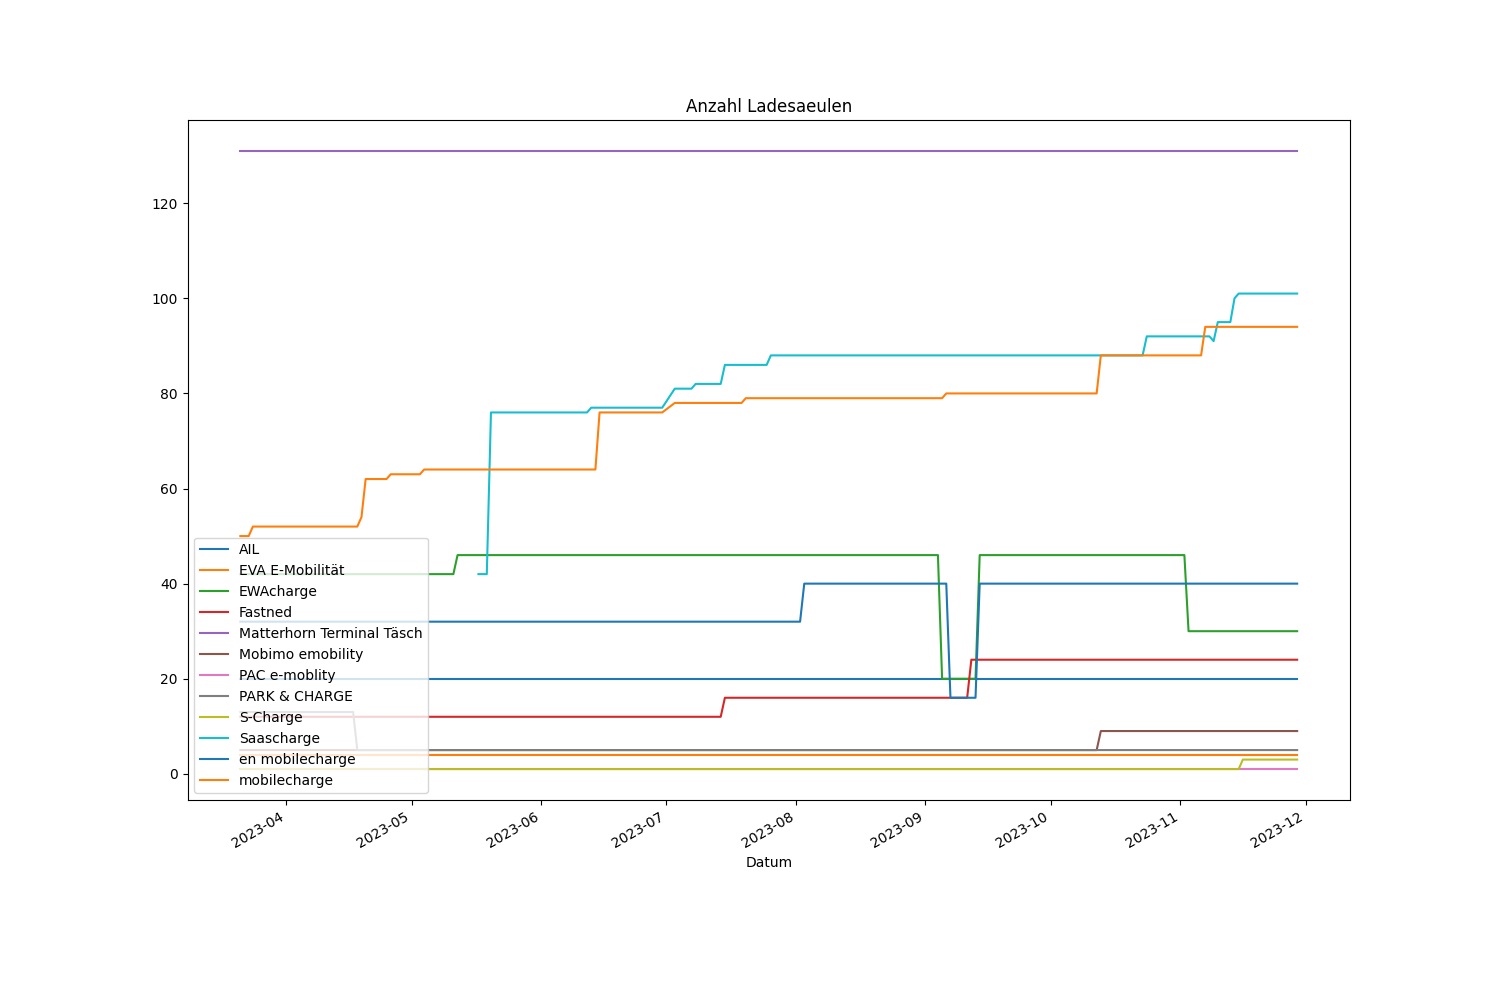 Anzahl Ladesaeulen
120
100
80
60
40
20
0
AIL
EVA E-Mobilität
EWAcharge
Fastned
Matterhorn Terminal Täsch
Mobimo emobility
PAC e-moblity
PARK & CHARGE
S-Charge
Saascharge
en mobilecharge
mobilecharge
2023-04
2023-05
2023-06
2023-07
2023-08
2023-09
2023-10
2023-11
2023-12
Datum